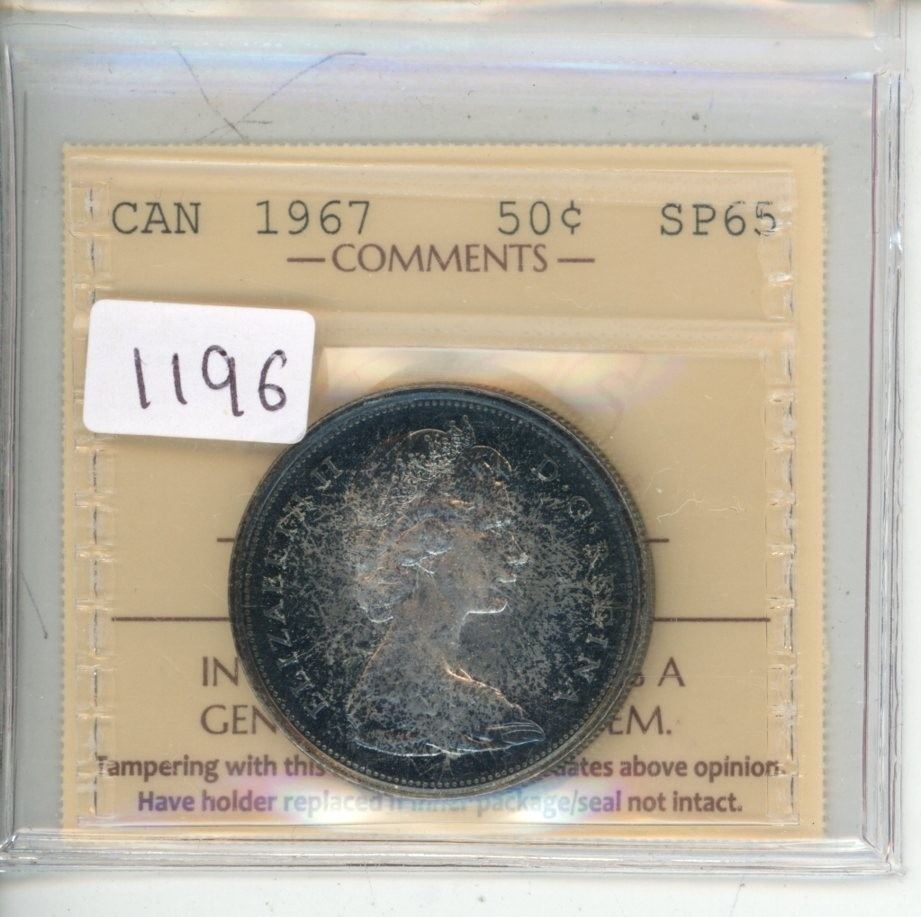 CAN 1967 50¢ SP65
—COMMENTS—
1196
ELIZABETH II D·G·REGINA
IN A
GEN EM.
Tampering with this above opinion.
Have holder replaced if inner package/seal not intact.